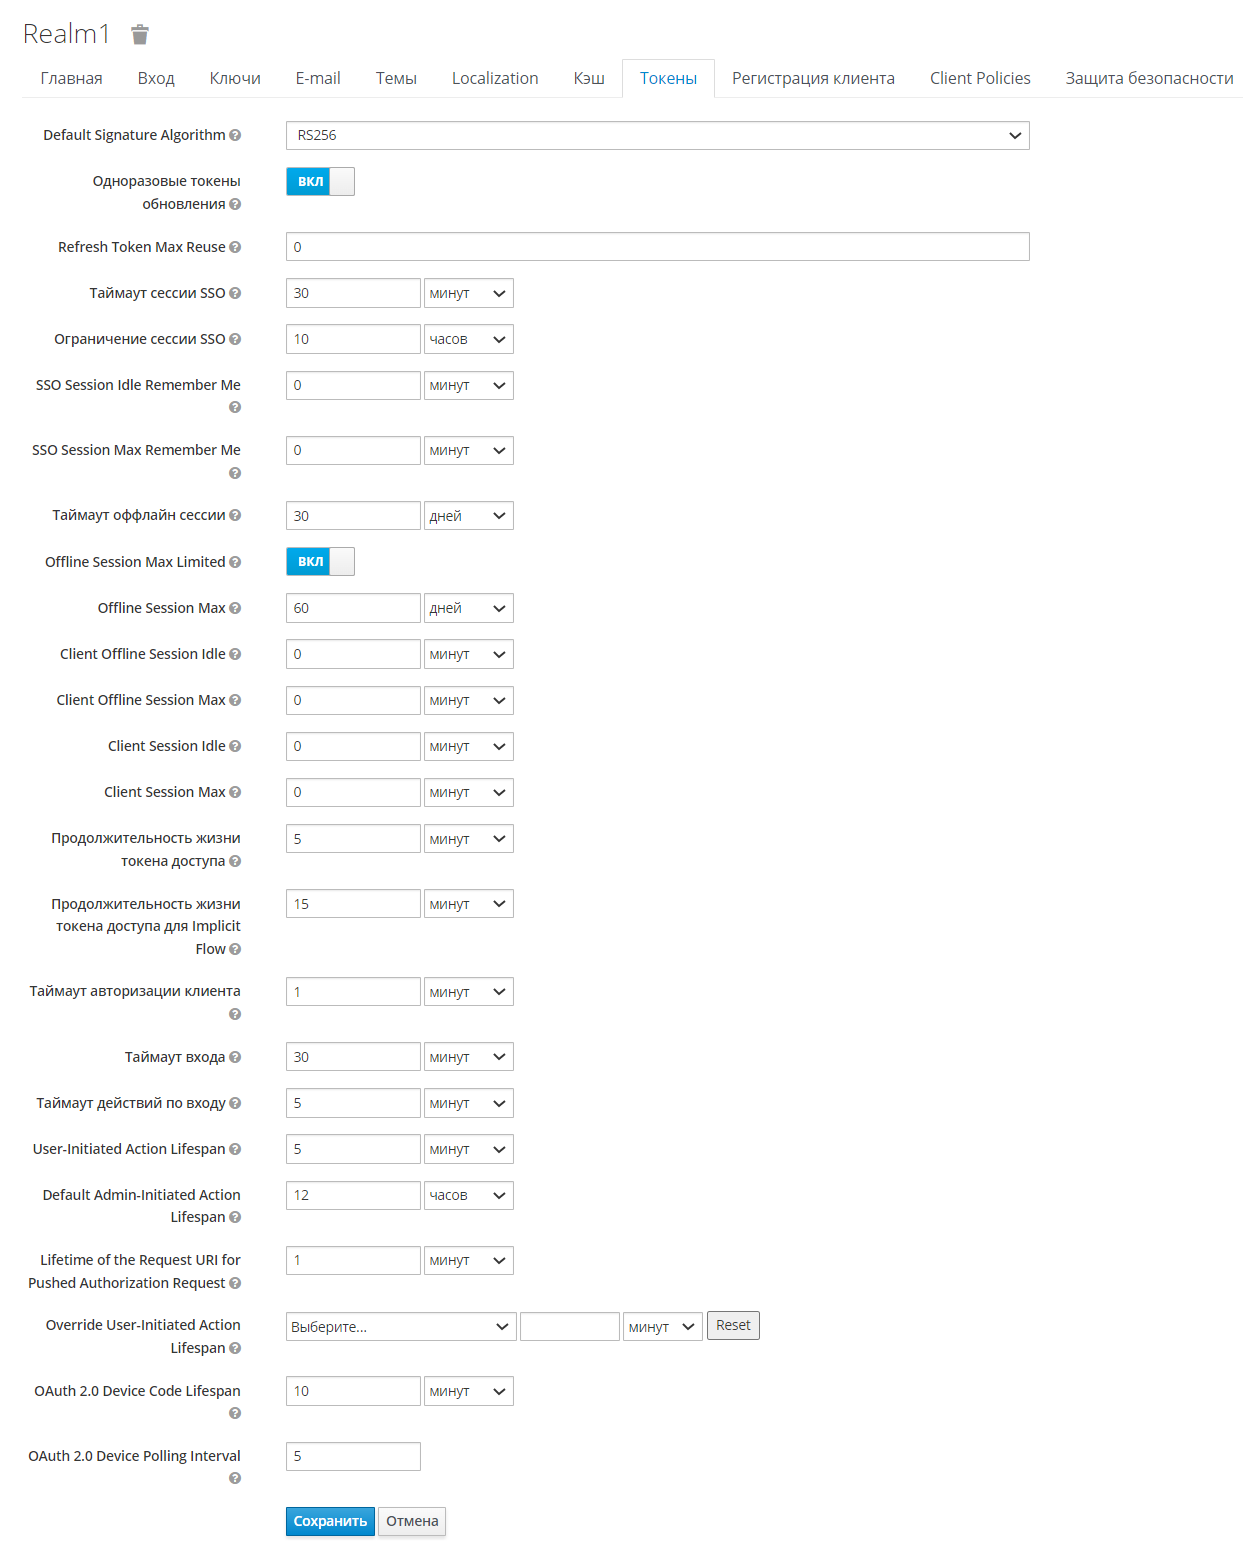 Realm1
Главная Вход Ключи E-mail Темы Localization Кэш Токены Регистрация клиента Client Policies Защита безопасности
Default Signature Algorithm RS256
Одноразовые токены ВКЛ
обновления
Refresh Token Max Reuse 0
Таймаут сессии SSO 30 минут
Ограничение сессии SSO 10 часов
SSO Session Idle Remember Me 0 минут
SSO Session Max Remember Me 0 минут
Таймаут оффлайн сессии 30 дней
Offline Session Max Limited ВКЛ
Offline Session Max 60 дней
Client Offline Session Idle 0 минут
Client Offline Session Max 0 минут
Client Session Idle 0 минут
Client Session Max 0 минут
Продолжительность жизни 5 минут
токена доступа
Продолжительность жизни 15 минут
токена доступа для Implicit
Flow
Таймаут авторизации клиента 1 минут
Таймаут входа 30 минут
Таймаут действий по входу 5 минут
User-Initiated Action Lifespan 5 минут
Default Admin-Initiated Action 12 часов
Lifespan
Lifetime of the Request URI for 1 минут
Pushed Authorization Request
Override User-Initiated Action Выберите... минут Reset
Lifespan
OAuth 2.0 Device Code Lifespan 10 минут
OAuth 2.0 Device Polling Interval 5
Сохранить Отмена